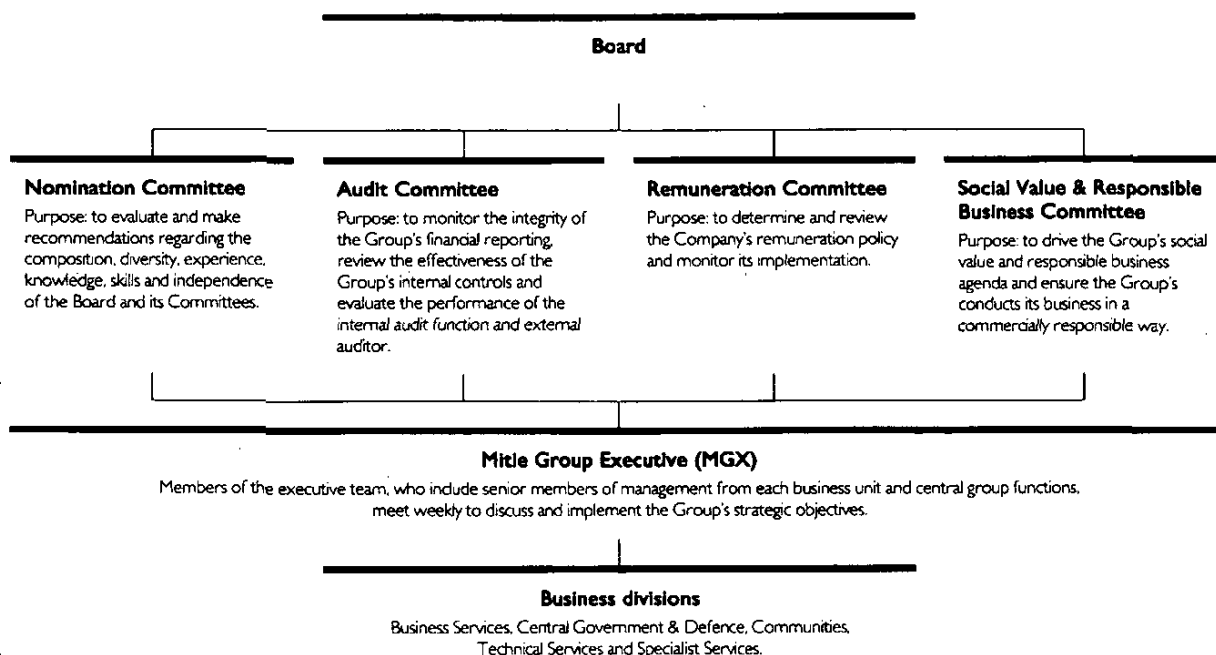 Board
Nomination Committee
Purpose: to evaluate and make
recommendations regarding the
composition, diversity, experience,
knowledge, skills and independence
of the Board and its Committees.
Audit Committee
Purpose: to monitor the integrity of
the Group's financial reporting,
review the effectiveness of the
Group's internal controls and
evaluate the performance of the
internal audit function and external
auditor.
Remuneration Committee
Purpose: to determine and review
the Company's remuneration policy
and monitor its implementation.
Social Value & Responsible
Business Committee
Purpose: to drive the Group's social
value and responsible business
agenda and ensure the Group's
conducts its business in a
commercially responsible way.
Mitie Group Executive (MGX)
Members of the executive team, who include senior members of management from each business unit and central group functions,
meet weekly to discuss and implement the Group's strategic objectives.
Business divisions
Business Services, Central Government & Defence, Communities,
Technical Services and Specialist Services.